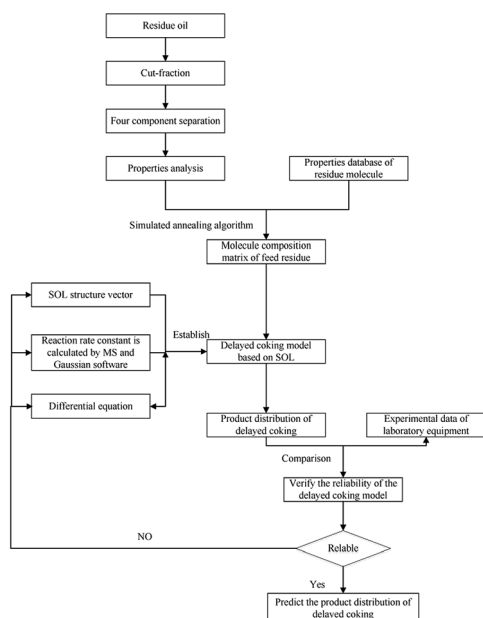 Residue oil
Cut-fraction
Four component separation
Properties analysis
Properties database of
residue molecule
Simulated annealing algorithm
Molecule composition
matrix of feed residue
SOL structure vector
Establish
Reaction rate constant is
calculated by MS and
Gaussian software
Delayed coking model
based on SOL
Differential equation
Product distribution of
delayed coking
Experimental data of
laboratory equipment
Comparison
Verify the reliability of the
delayed coking model
NO
Relable
Yes
Predict the product distribution of
delayed coking